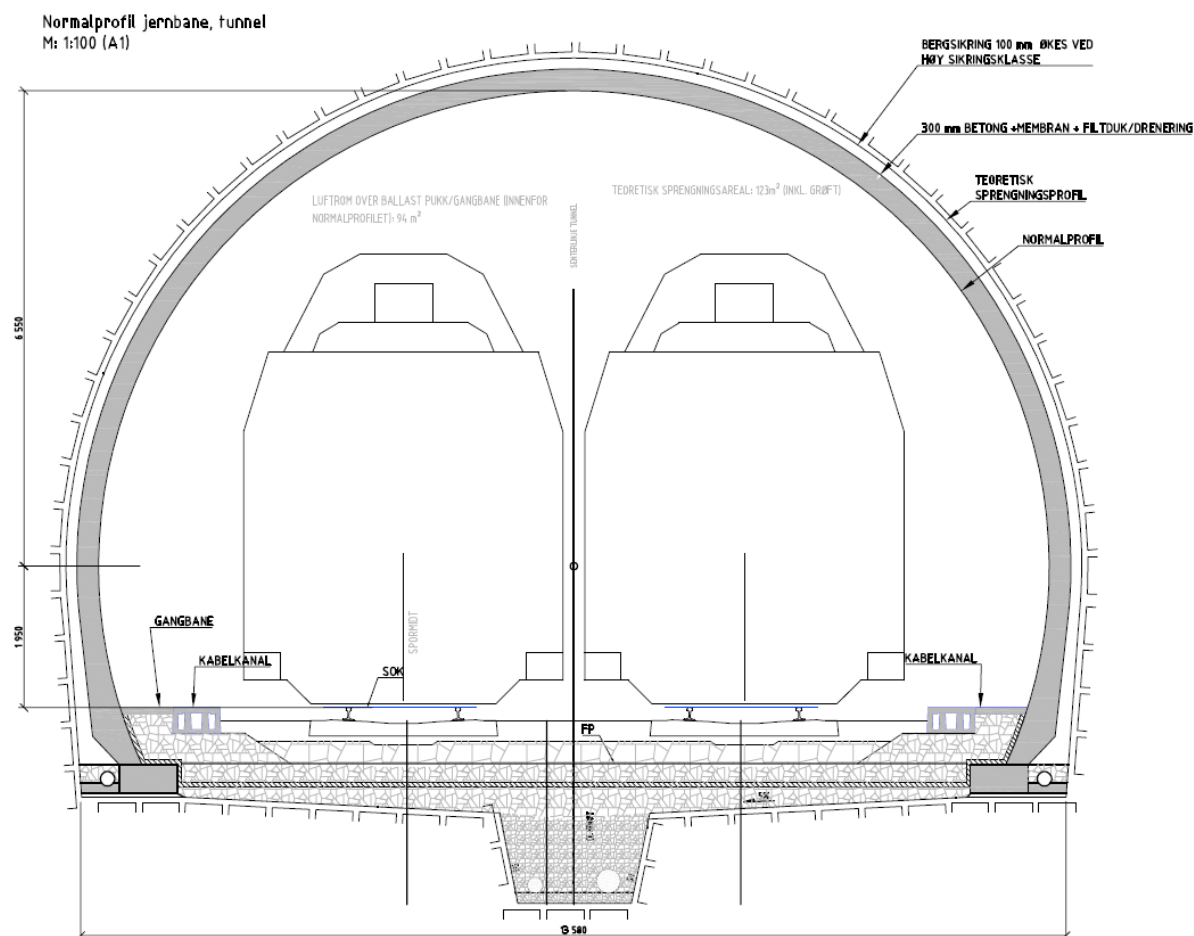 Normalprofil jernbane, tunnel
M: 1:100 (A1)
BERGSIKRING 100 mm ØKES VED
HØY SIKRINGSKLASSE
300 mm BETONG +MEMBRAN + FILTDUK/DRENERING
TEORETISK
SPRENGNINGSPROFIL
NORMALPROFIL
LUFTROM OVER BALLAST PUKK/GANGBANE (INNENFOR
NORMALPROFILET): 94 m²
TEORETISK SPRENGNINGSAREAL: 123m² (INKL. GRØFT)
SENTERLINJE TUNNEL
6 550
1 950
SPORMIDT
GANGBANE
KABELKANAL
SOK
KABELKANAL
FP
13 580